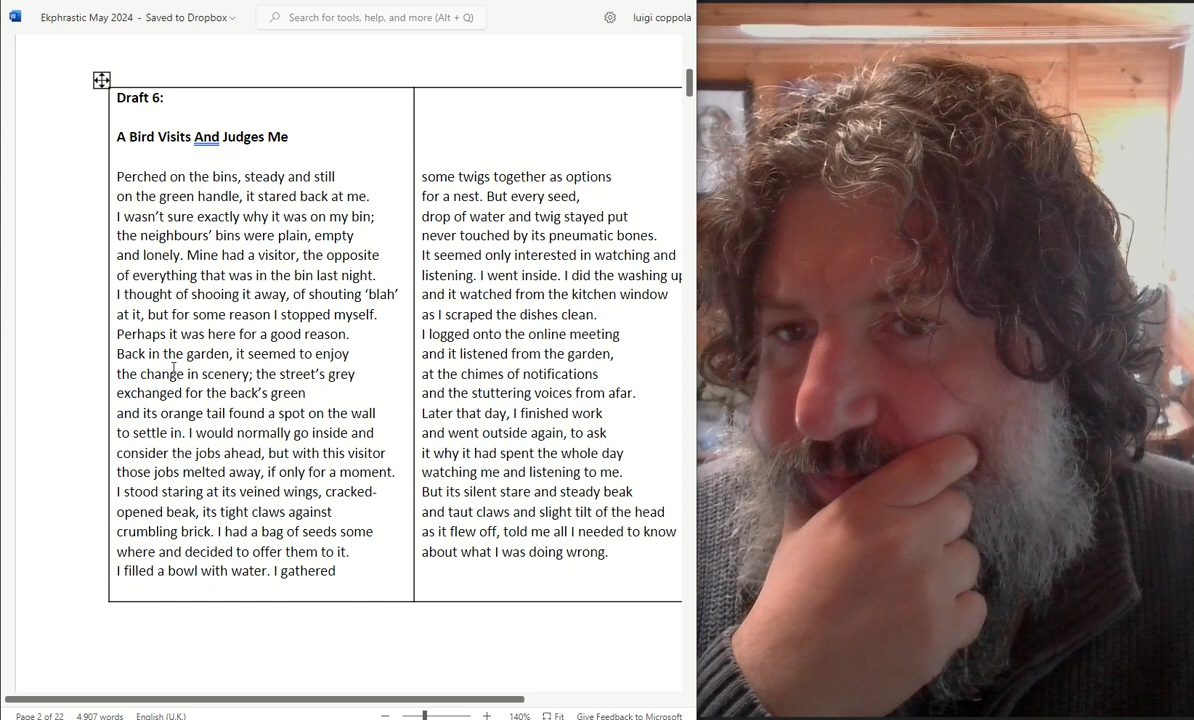 Ekphrastic May 2024 - Saved to Dropbox
Search for tools, help, and more (Alt + Q)
luigi coppola
Draft 6:
A Bird Visits And Judges Me
Perched on the bins, steady and still
on the green handle, it stared back at me.
I wasn't sure exactly why it was on my bin;
the neighbours' bins were plain, empty
and lonely. Mine had a visitor, the opposite
of everything that was in the bin last night.
I thought of shooing it away, of shouting 'blah'
at it, but for some reason I stopped myself.
Perhaps it was here for a good reason.
Back in the garden, it seemed to enjoy
the change in scenery; the street's grey
exchanged for the back's green
and its orange tail found a spot on the wall
to settle in. I would normally go inside and
consider the jobs ahead, but with this visitor
those jobs melted away, if only for a moment.
I stood staring at its veined wings, cracked-
opened beak, its tight claws against
crumbling brick. I had a bag of seeds some
where and decided to offer them to it.
I filled a bowl with water. I gathered
some twigs together as options
for a nest. But every seed,
drop of water and twig stayed put
never touched by its pneumatic bones.
It seemed only interested in watching and
listening. I went inside. I did the washing up
and it watched from the kitchen window
as I scraped the dishes clean.
I logged onto the online meeting
and it listened from the garden,
at the chimes of notifications
and the stuttering voices from afar.
Later that day, I finished work
and went outside again, to ask
it why it had spent the whole day
watching me and listening to me.
But its silent stare and steady beak
and taut claws and slight tilt of the head
as it flew off, told me all I needed to know
about what I was doing wrong.
Page 2 of 22 4,907 words English (U.K.) 140% Fit Give Feedback to Microsoft